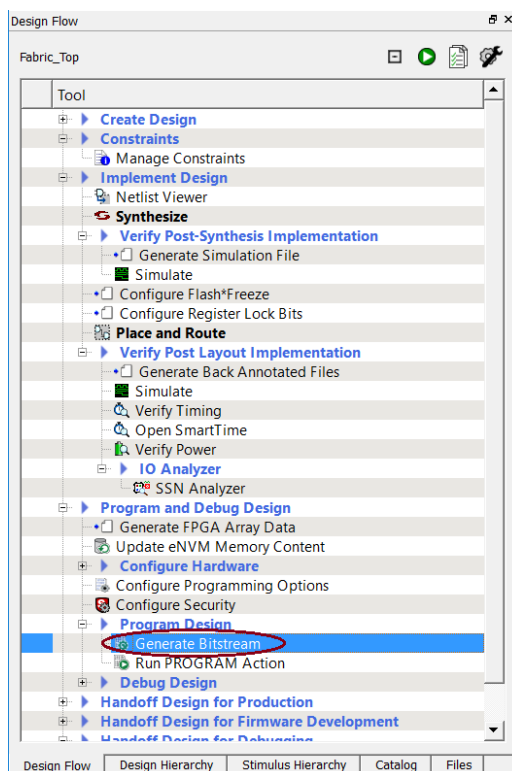 Design Flow
Fabric_Top
Tool
Create Design
Constraints
Manage Constraints
Implement Design
Netlist Viewer
Synthesize
Verify Post-Synthesis Implementation
Generate Simulation File
Simulate
Configure Flash*Freeze
Configure Register Lock Bits
Place and Route
Verify Post Layout Implementation
Generate Back Annotated Files
Simulate
Verify Timing
Open SmartTime
Verify Power
IO Analyzer
SSN Analyzer
Program and Debug Design
Generate FPGA Array Data
Update eNVM Memory Content
Configure Hardware
Configure Programming Options
Configure Security
Program Design
Generate Bitstream
Run PROGRAM Action
Debug Design
Handoff Design for Production
Handoff Design for Firmware Development
Handoff Design for Debugging
Design Flow Design Hierarchy Stimulus Hierarchy Catalog Files